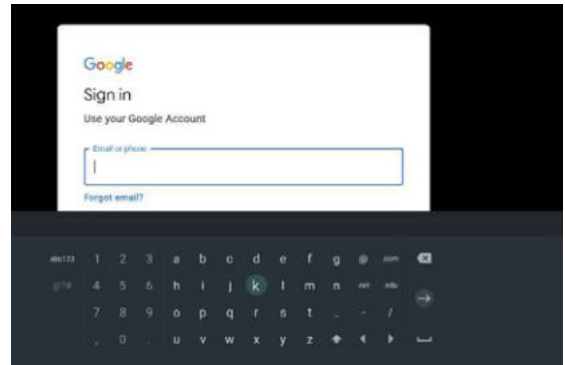 Google
Sign in
Use your Google Account
Email or phone
Forgot email?
abc123 1 2 3 a b c d e f g @ .com
#?! 4 5 6 h i j k l m n .net .edu
7 8 9 o p q r s t _ - /
, 0 . u v w x y z